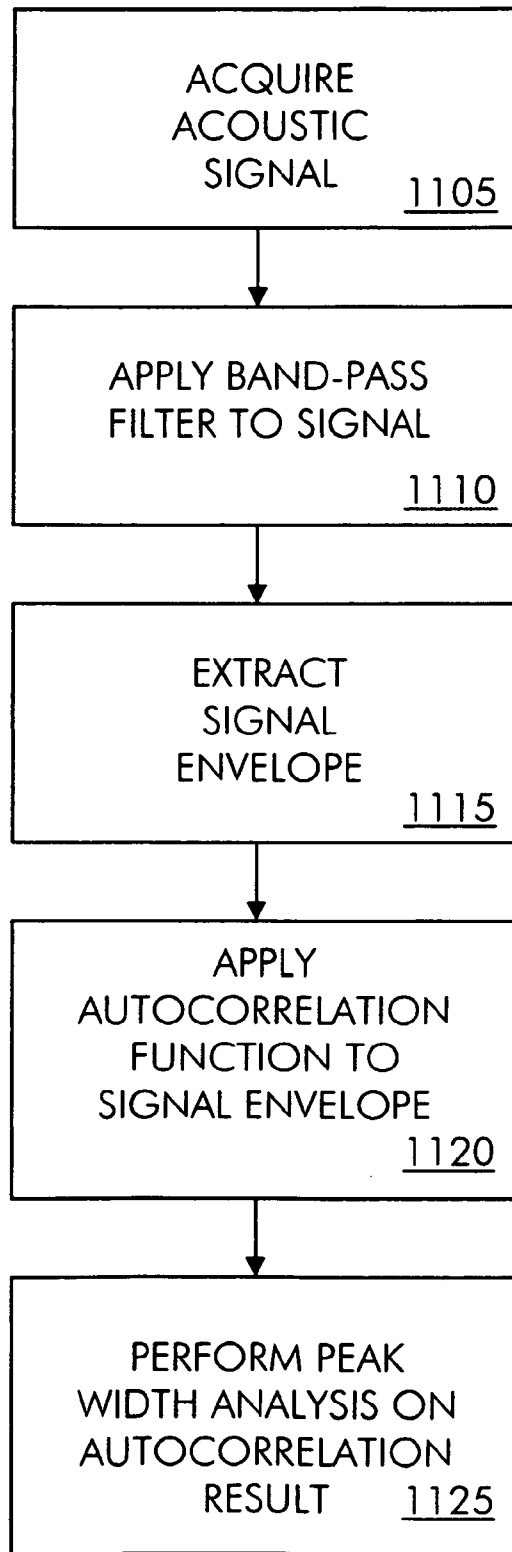 ACQUIRE
ACOUSTIC
SIGNAL
1105
APPLY BAND-PASS
FILTER TO SIGNAL
1110
EXTRACT
SIGNAL
ENVELOPE
1115
APPLY
AUTOCORRELATION
FUNCTION TO
SIGNAL ENVELOPE
1120
PERFORM PEAK
WIDTH ANALYSIS ON
AUTOCORRELATION
RESULT 1125